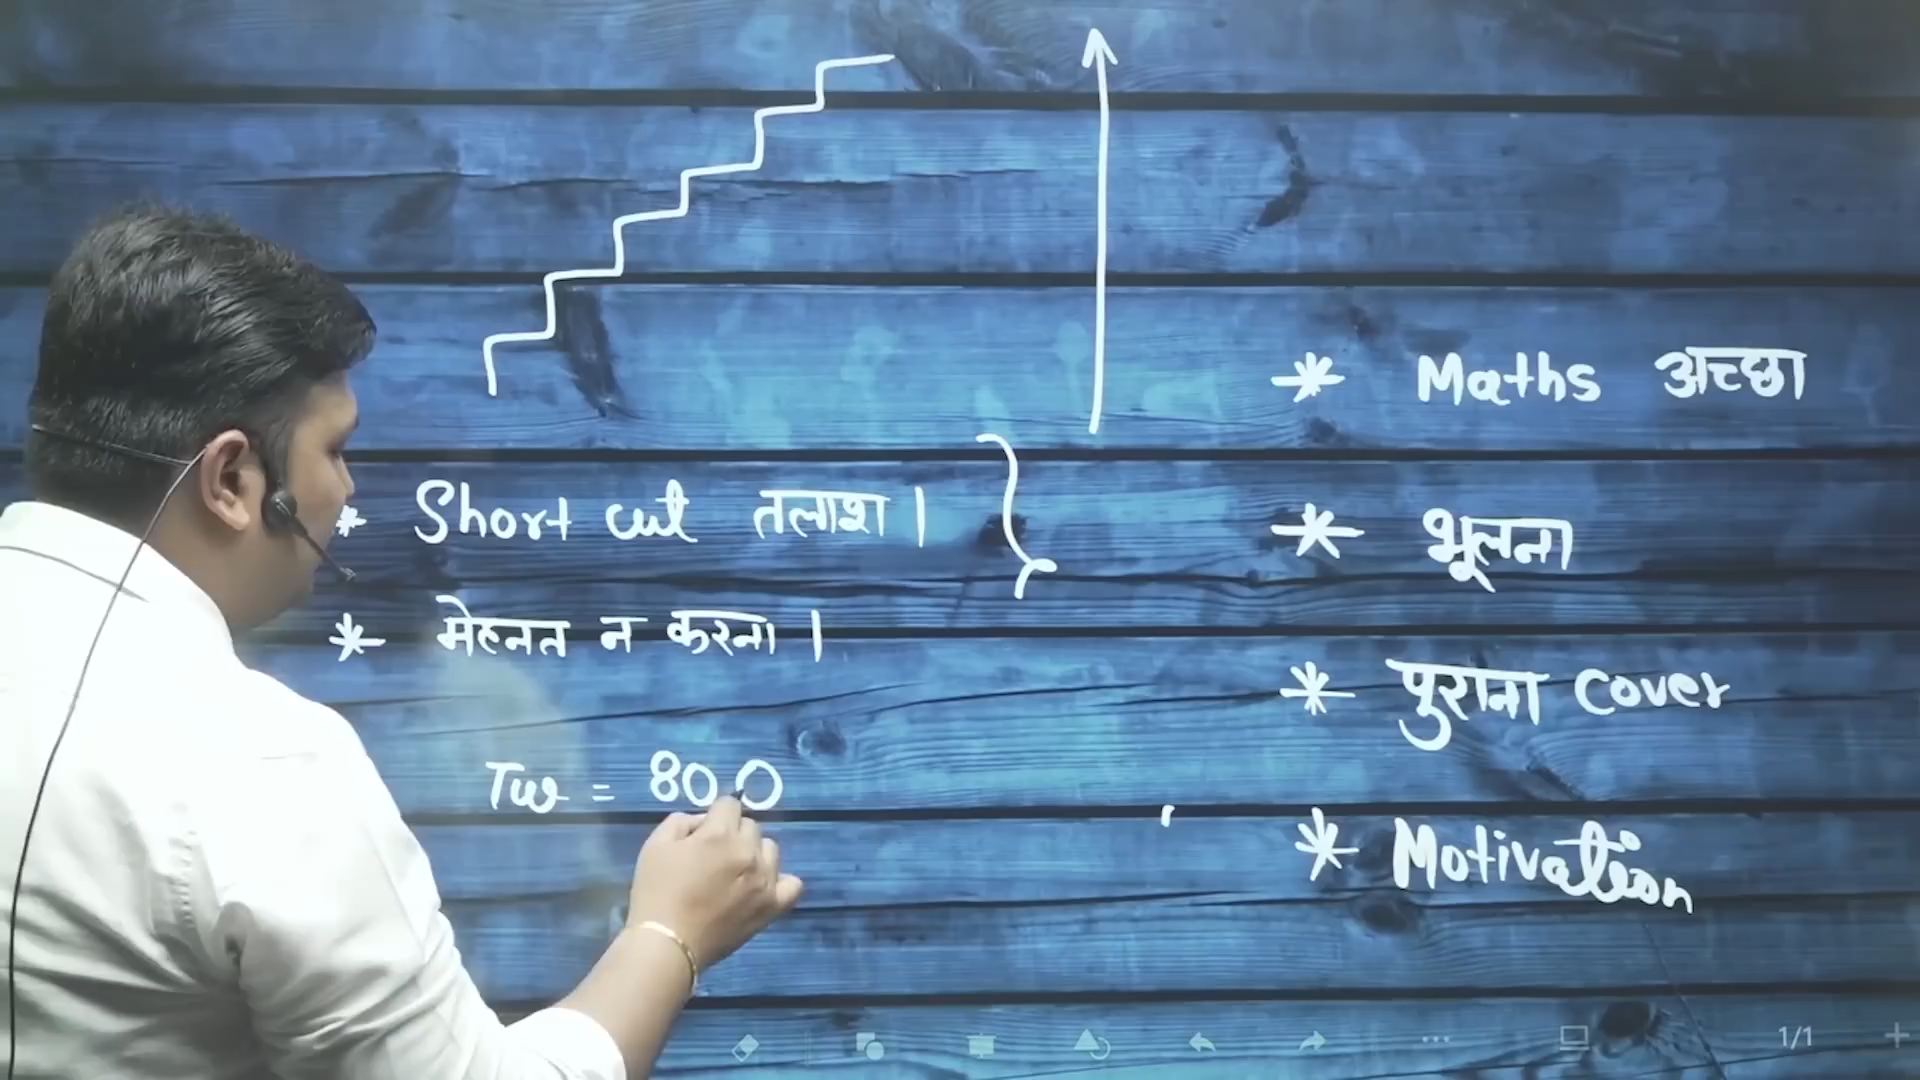 * Maths अच्छा
* Short cut तलाश।
* भूलना
* मेहनत न करना।
* पुराना cover
Tw = 800
* Motivation
1/1